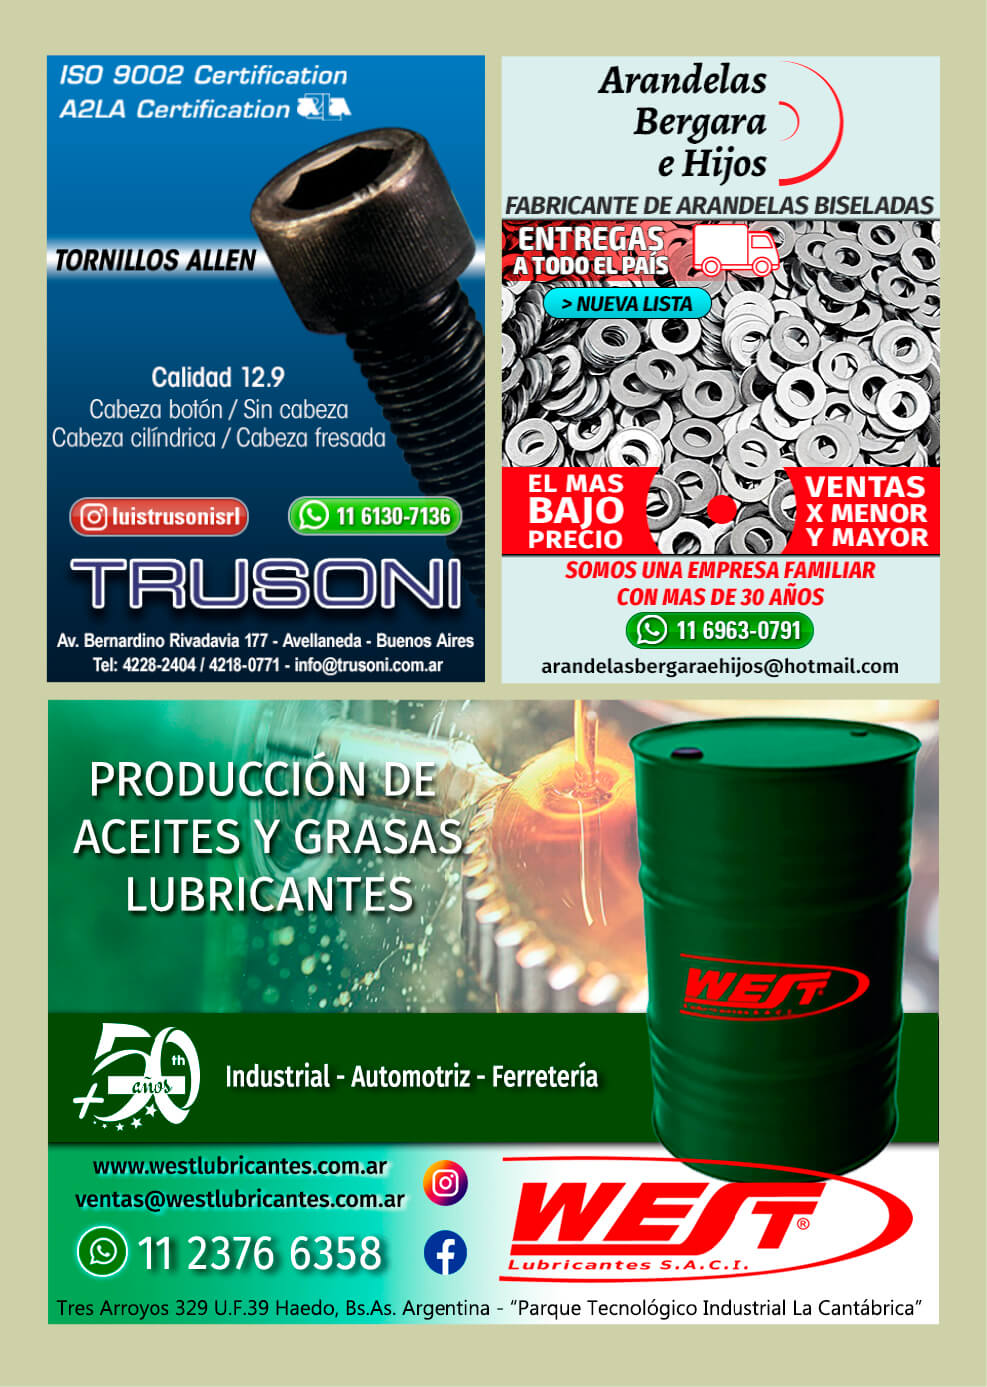 ISO 9002 Certification
A2LA Certification
TORNILLOS ALLEN
Calidad 12.9
Cabeza botón / Sin cabeza
Cabeza cilíndrica / Cabeza fresada
luistrusonisrl
11 6130-7136
TRUSONI
Av. Bernardino Rivadavia 177 - Avellaneda - Buenos Aires
Tel: 4228-2404 / 4218-0771 - info@trusoni.com.ar
Arandelas
Bergara
e Hijos
FABRICANTE DE ARANDELAS BISELADAS
ENTREGAS
A TODO EL PAÍS
> NUEVA LISTA
EL MAS
BAJO
PRECIO
VENTAS
X MENOR
Y MAYOR
SOMOS UNA EMPRESA FAMILIAR
CON MAS DE 30 AÑOS
11 6963-0791
arandelasbergaraehijos@hotmail.com
PRODUCCIÓN DE
ACEITES Y GRASAS
LUBRICANTES
WEST®
+50th
años
Industrial - Automotriz - Ferretería
www.westlubricantes.com.ar
ventas@westlubricantes.com.ar
11 2376 6358
WEST®
Lubricantes S.A.C.I.
Tres Arroyos 329 U.F.39 Haedo, Bs.As. Argentina - “Parque Tecnológico Industrial La Cantábrica”